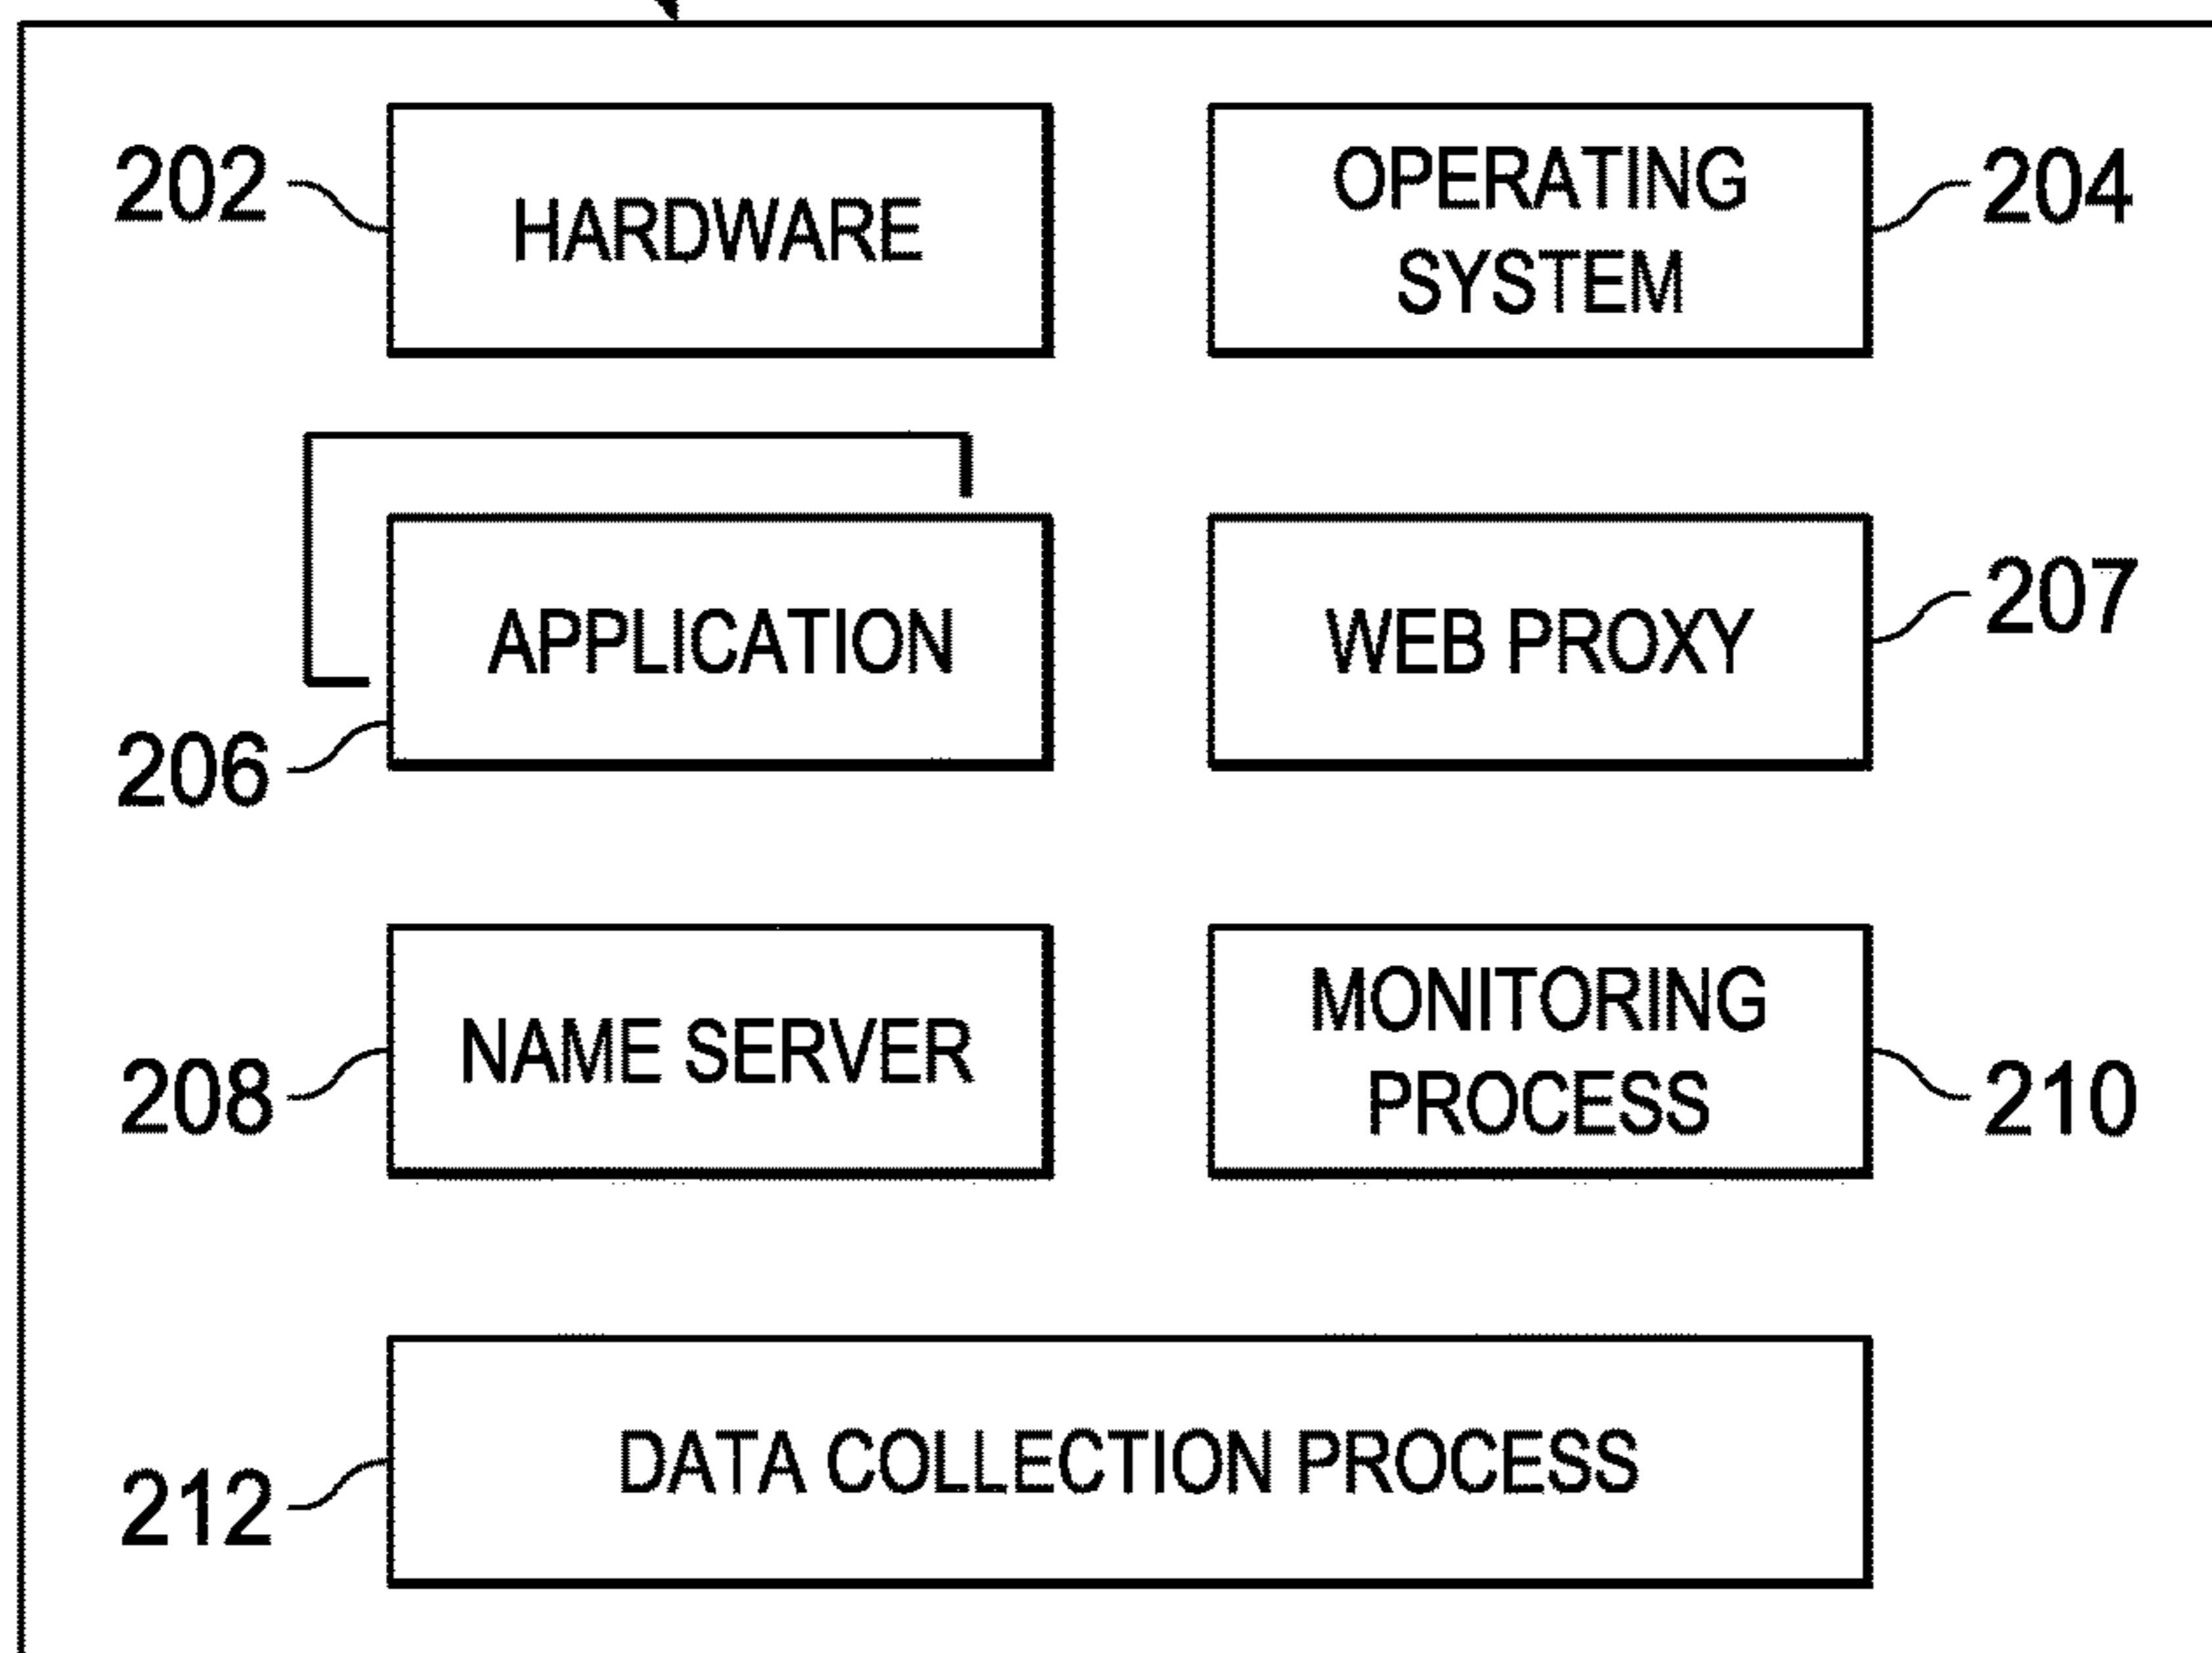 202
HARDWARE
OPERATING
SYSTEM
204
APPLICATION
206
WEB PROXY
207
208
NAME SERVER
MONITORING
PROCESS
210
212
DATA COLLECTION PROCESS